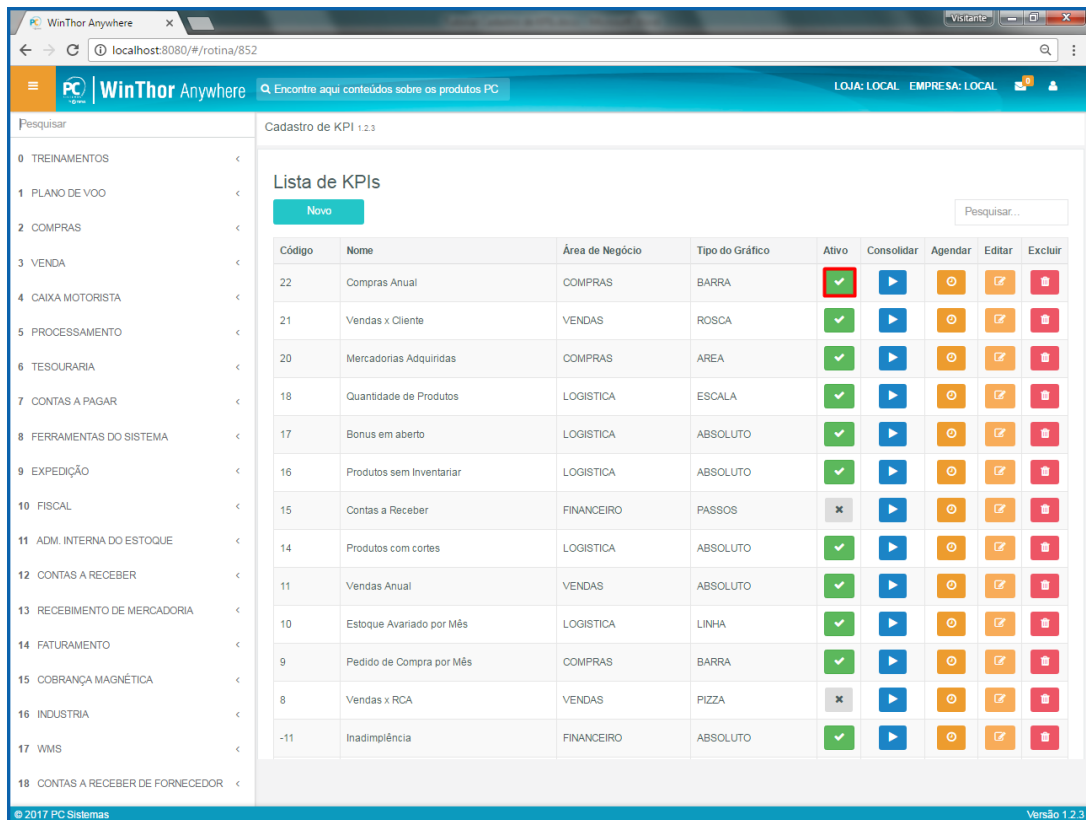 WinThor Anywhere
Visitante
localhost:8080/#/rotina/852
PC WinThor Anywhere
Encontre aqui conteúdos sobre os produtos PC
LOJA: LOCAL EMPRESA: LOCAL
0
Pesquisar
Cadastro de KPI 1.2.3
0 TREINAMENTOS
1 PLANO DE VOO
2 COMPRAS
3 VENDA
4 CAIXA MOTORISTA
5 PROCESSAMENTO
6 TESOURARIA
7 CONTAS A PAGAR
8 FERRAMENTAS DO SISTEMA
9 EXPEDIÇÃO
10 FISCAL
11 ADM. INTERNA DO ESTOQUE
12 CONTAS A RECEBER
13 RECEBIMENTO DE MERCADORIA
14 FATURAMENTO
15 COBRANÇA MAGNÉTICA
16 INDUSTRIA
17 WMS
18 CONTAS A RECEBER DE FORNECEDOR
Lista de KPIs
Novo
Pesquisar...
Código Nome Área de Negócio Tipo do Gráfico Ativo Consolidar Agendar Editar Excluir
22 Compras Anual COMPRAS BARRA
21 Vendas x Cliente VENDAS ROSCA
20 Mercadorias Adquiridas COMPRAS AREA
18 Quantidade de Produtos LOGISTICA ESCALA
17 Bonus em aberto LOGISTICA ABSOLUTO
16 Produtos sem Inventariar LOGISTICA ABSOLUTO
15 Contas a Receber FINANCEIRO PASSOS
14 Produtos com cortes LOGISTICA ABSOLUTO
11 Vendas Anual VENDAS ABSOLUTO
10 Estoque Avariado por Mês LOGISTICA LINHA
9 Pedido de Compra por Mês COMPRAS BARRA
8 Vendas x RCA VENDAS PIZZA
-11 Inadimplência FINANCEIRO ABSOLUTO
© 2017 PC Sistemas
Versão 1.2.3